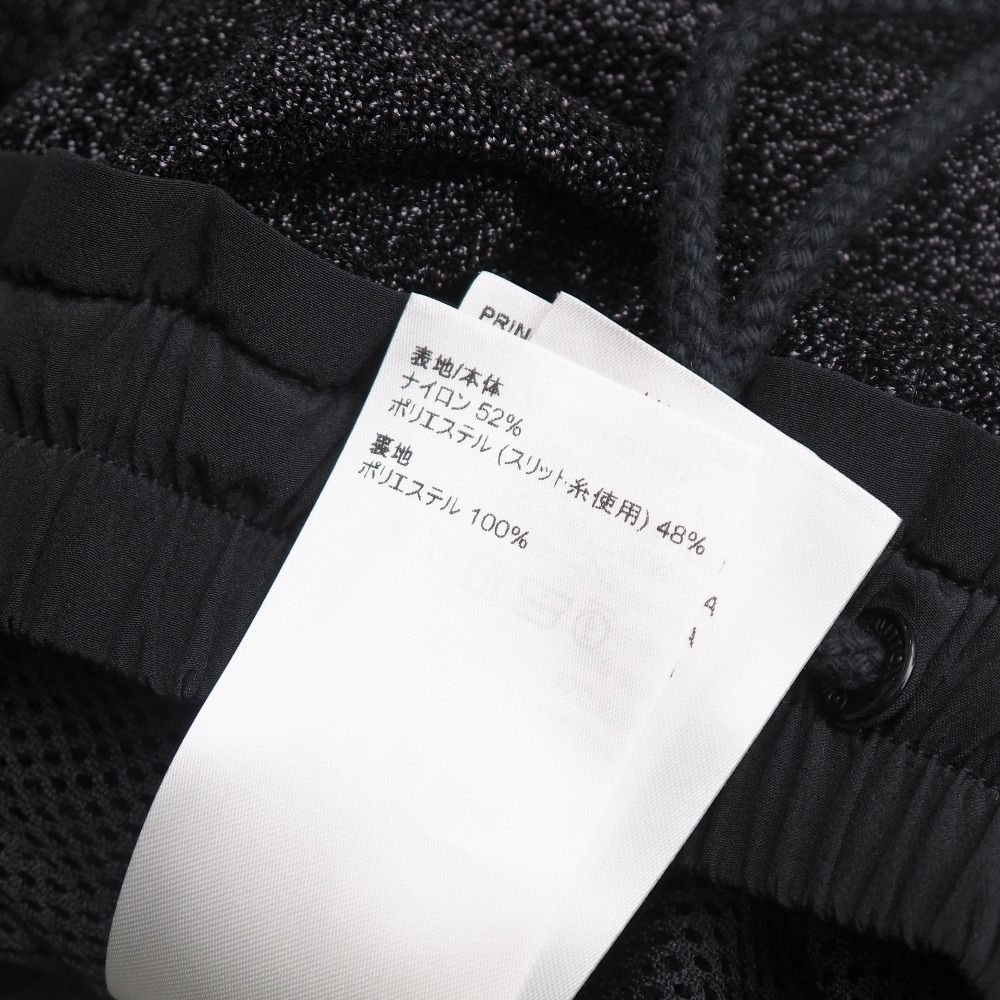 PRIN
表地/本体
ナイロン 52%
ポリエステル (スリット糸使用) 48%
裏地
ポリエステル 100%